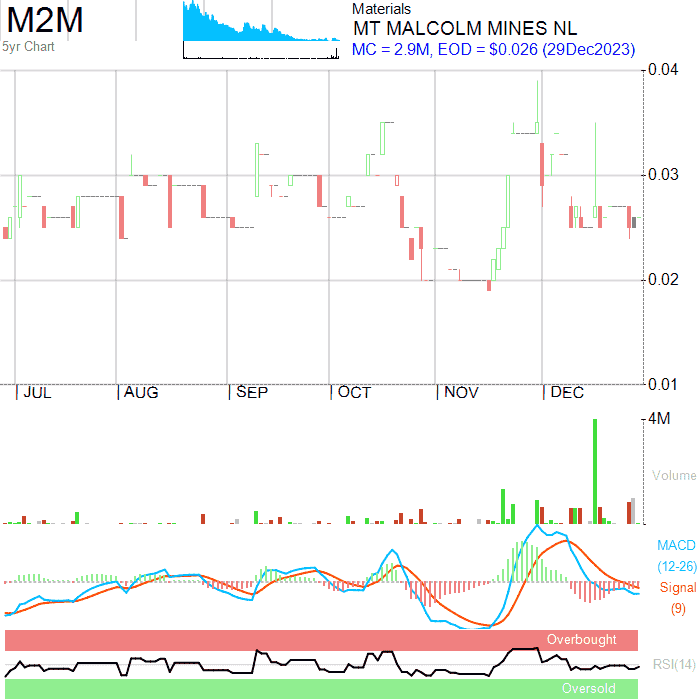 M2M
5yr Chart
Materials
MT MALCOLM MINES NL
MC = 2.9M, EOD = $0.026 (29Dec2023)
0.04
0.03
0.02
0.01
JUL AUG SEP OCT NOV DEC
4M
Volume
MACD
(12-26)
Signal
(9)
Overbought
RSI(14)
Oversold